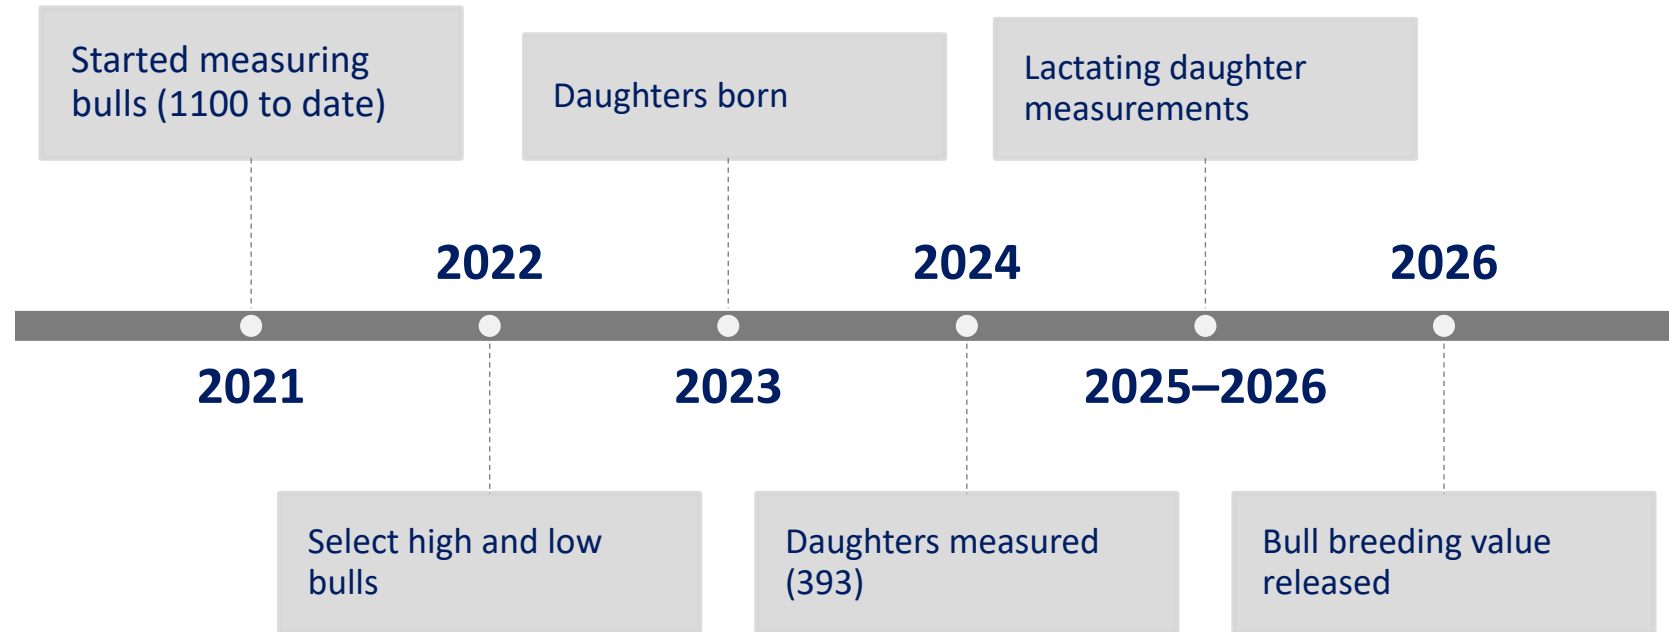 Started measuring
bulls (1100 to date)
Daughters born
Lactating daughter
measurements
2022
2024
2026
2021
2023
2025–2026
Select high and low
bulls
Daughters measured
(393)
Bull breeding value
released